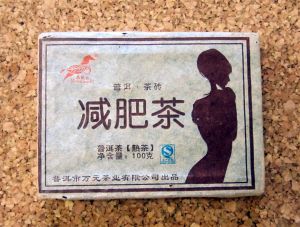 普洱·茶砖
减肥茶
普洱茶【熟茶】
净含量:100克
普洱市万元茶业有限公司出品